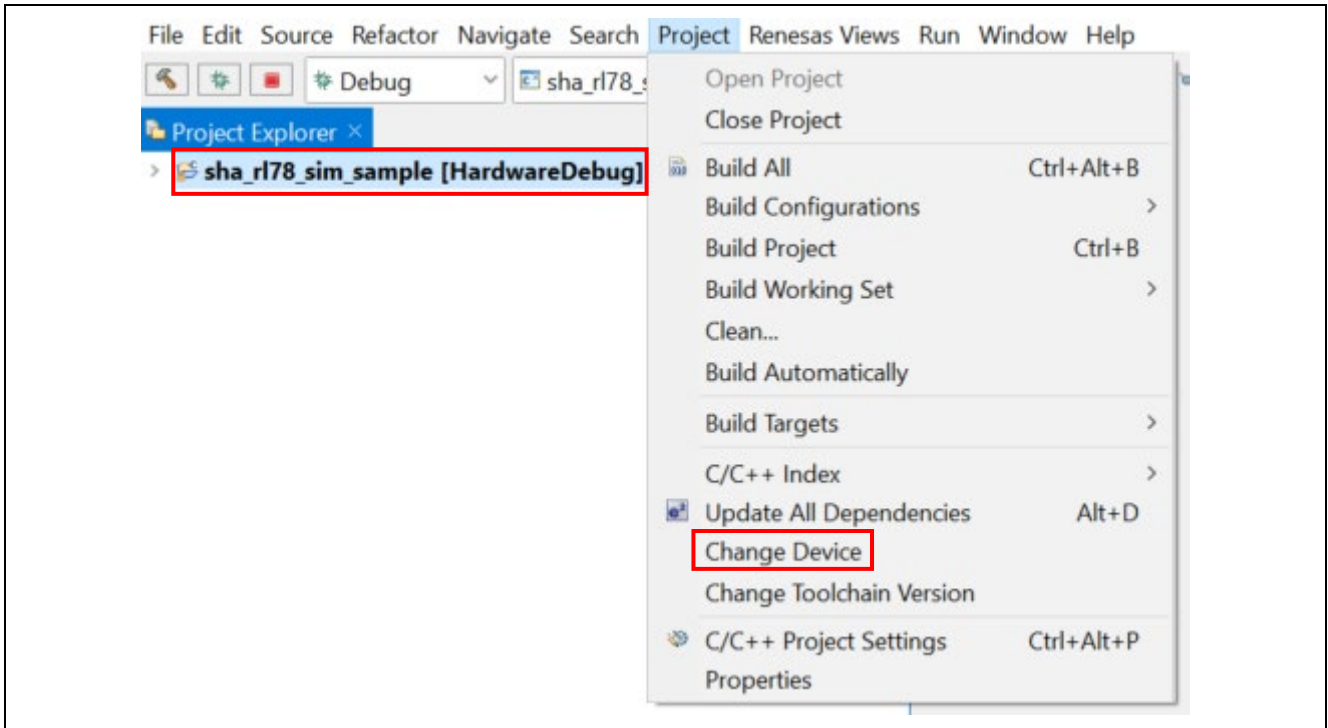 File Edit Source Refactor Navigate Search Project Renesas Views Run Window Help
Debug sha_rl78_s
Project Explorer
sha_rl78_sim_sample [HardwareDebug]
Open Project
Close Project
Build All Ctrl+Alt+B
Build Configurations
Build Project Ctrl+B
Build Working Set
Clean...
Build Automatically
Build Targets
C/C++ Index
Update All Dependencies Alt+D
Change Device
Change Toolchain Version
C/C++ Project Settings Ctrl+Alt+P
Properties